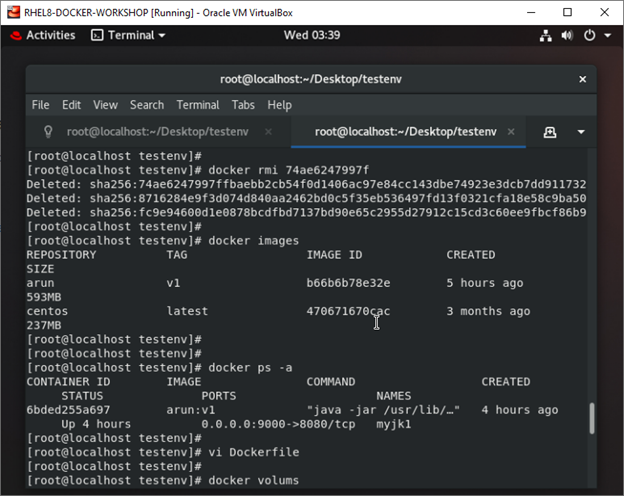 RHEL8-DOCKER-WORKSHOP [Running] - Oracle VM VirtualBox
Activities Terminal Wed 03:39
root@localhost:~/Desktop/testenv
File Edit View Search Terminal Tabs Help
root@localhost:~/Desktop/testenv root@localhost:~/Desktop/testenv
[root@localhost testenv]#
[root@localhost testenv]# docker rmi 74ae6247997f
Deleted: sha256:74ae6247997ffbaebb2cb54f0d1406ac97e84cc143dbe74923e3dcb7dd911732
Deleted: sha256:8716284e9f3d074d840aa2462bd0c5f35eb536497fd13f0321cfa18e58c9ba50
Deleted: sha256:fc9e94600d1e0878bcdfbd7137bd90e65c2955d27912c15cd3c60ee9fbcf86b9
[root@localhost testenv]#
[root@localhost testenv]# docker images
REPOSITORY TAG IMAGE ID CREATED
SIZE
arun v1 b66b6b78e32e 5 hours ago
593MB
centos latest 470671670cac 3 months ago
237MB
[root@localhost testenv]#
[root@localhost testenv]#
[root@localhost testenv]# docker ps -a
CONTAINER ID IMAGE COMMAND CREATED
STATUS PORTS NAMES
6bded255a697 arun:v1 "java -jar /usr/lib/…" 4 hours ago
Up 4 hours 0.0.0.0:9000->8080/tcp myjk1
[root@localhost testenv]#
[root@localhost testenv]# vi Dockerfile
[root@localhost testenv]#
[root@localhost testenv]# docker volums